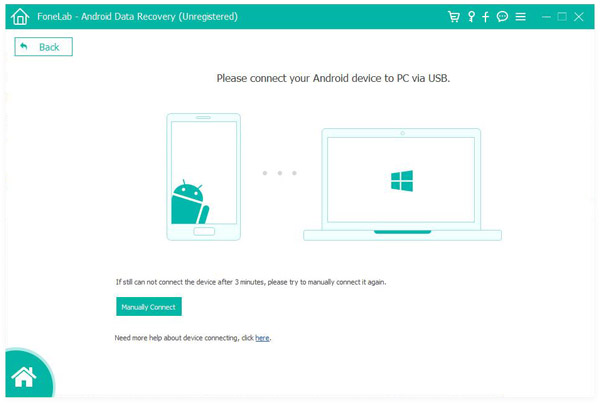 FoneLab - Android Data Recovery (Unregistered)
Back
Please connect your Android device to PC via USB.
If still can not connect the device after 3 minutes, please try to manually connect it again.
Manually Connect
Need more help about device connecting, click here.